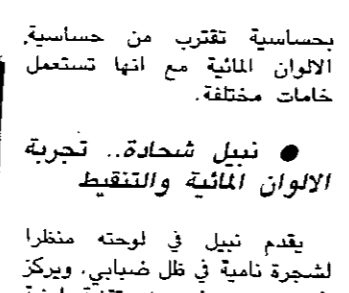 بحساسية تقترب من حساسية
الالوان المائية مع انها تستعمل
خامات مختلفة.
● نبيل شحادة.. تجربة
الالوان المائية والتنقيط
يقدم نبيل في لوحته منظرا
لشجرة نامية في ظل ضبابي، ويركز